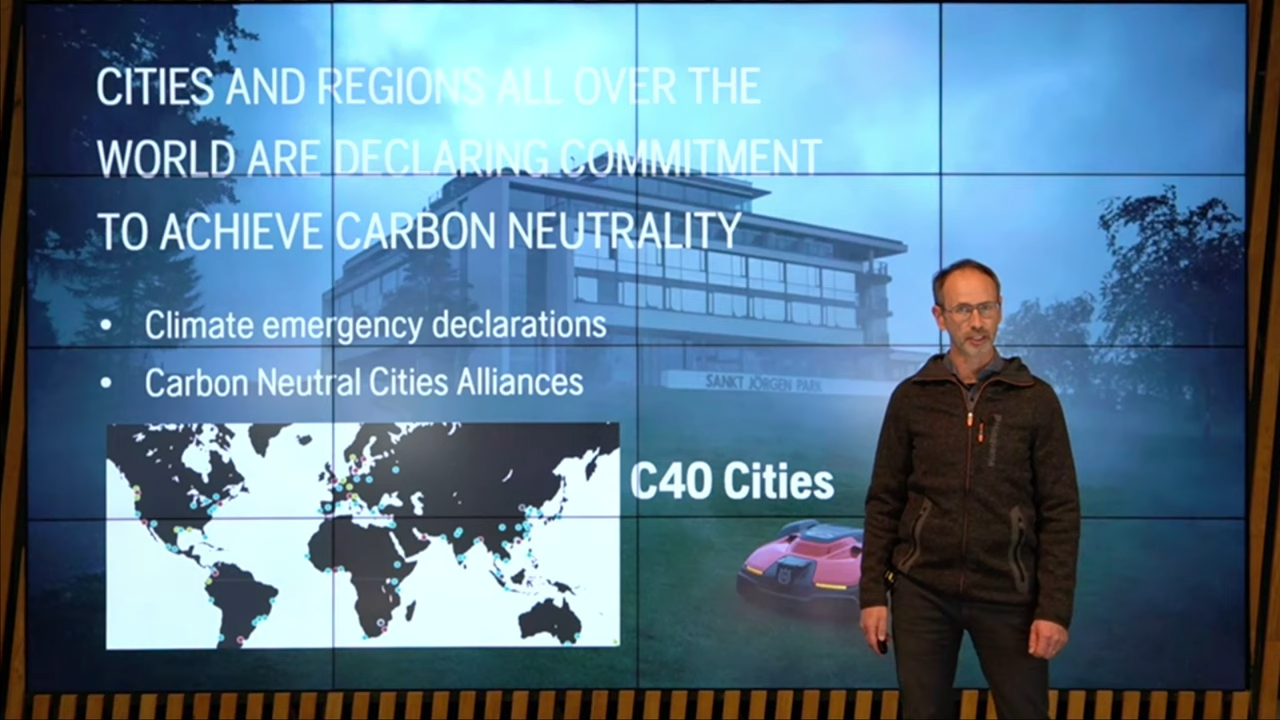 CITIES AND REGIONS ALL OVER THE
WORLD ARE DECLARING COMMITMENT
TO ACHIEVE CARBON NEUTRALITY
• Climate emergency declarations
• Carbon Neutral Cities Alliances
SANKT JÖRGEN PARK
C40 Cities